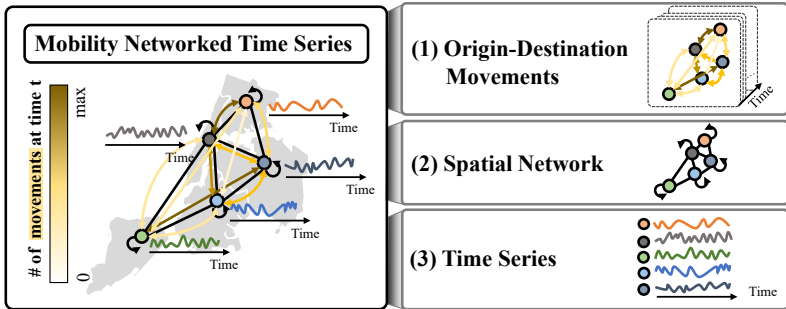 Mobility Networked Time Series
# of movements at time t
max
0
Time
Time
Time
Time
Time
(1) Origin-Destination
Movements
Time
(2) Spatial Network
(3) Time Series
Time